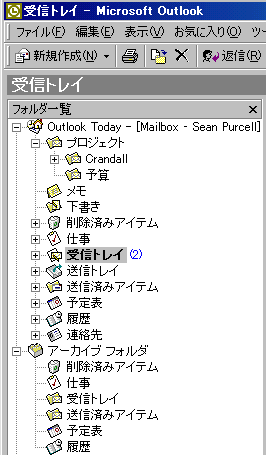 受信トレイ - Microsoft Outlook
ファイル(F) 編集(E) 表示(V) お気に入り(O) ツー
新規作成(N) 返信(R)
受信トレイ
フォルダ一覧
Outlook Today - [Mailbox - Sean Purcell]
プロジェクト
Crandall
予算
メモ
下書き
削除済みアイテム
仕事
受信トレイ (2)
送信トレイ
送信済みアイテム
予定表
履歴
連絡先
アーカイブ フォルダ
削除済みアイテム
仕事
受信トレイ
送信済みアイテム
予定表
履歴